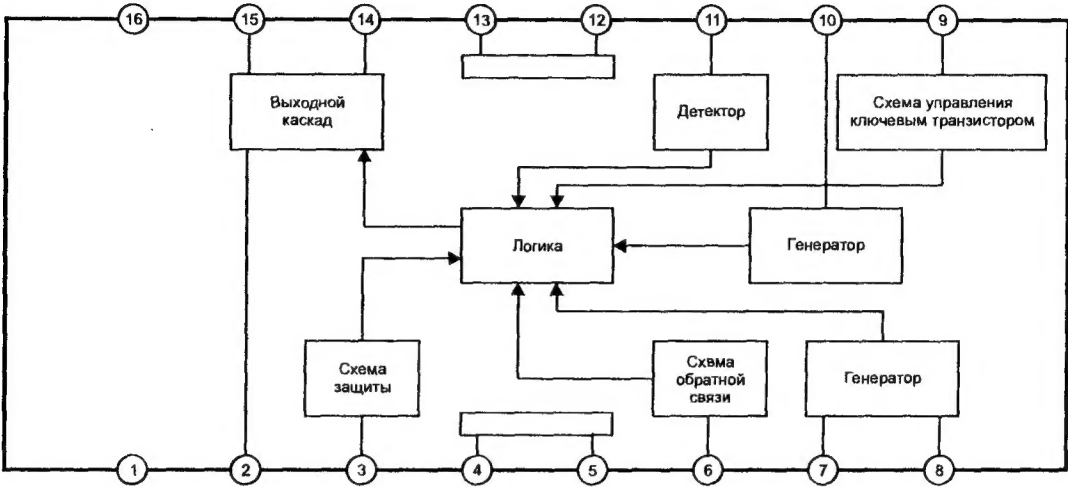 16 15 14 13 12 11 10 9
Выходной
каскад
Детектор
Схема управления
ключевым транзистором
Логика
Генератор
Схема
защиты
Схвма
обратной
связи
Генератор
1 2 3 4 5 6 7 8